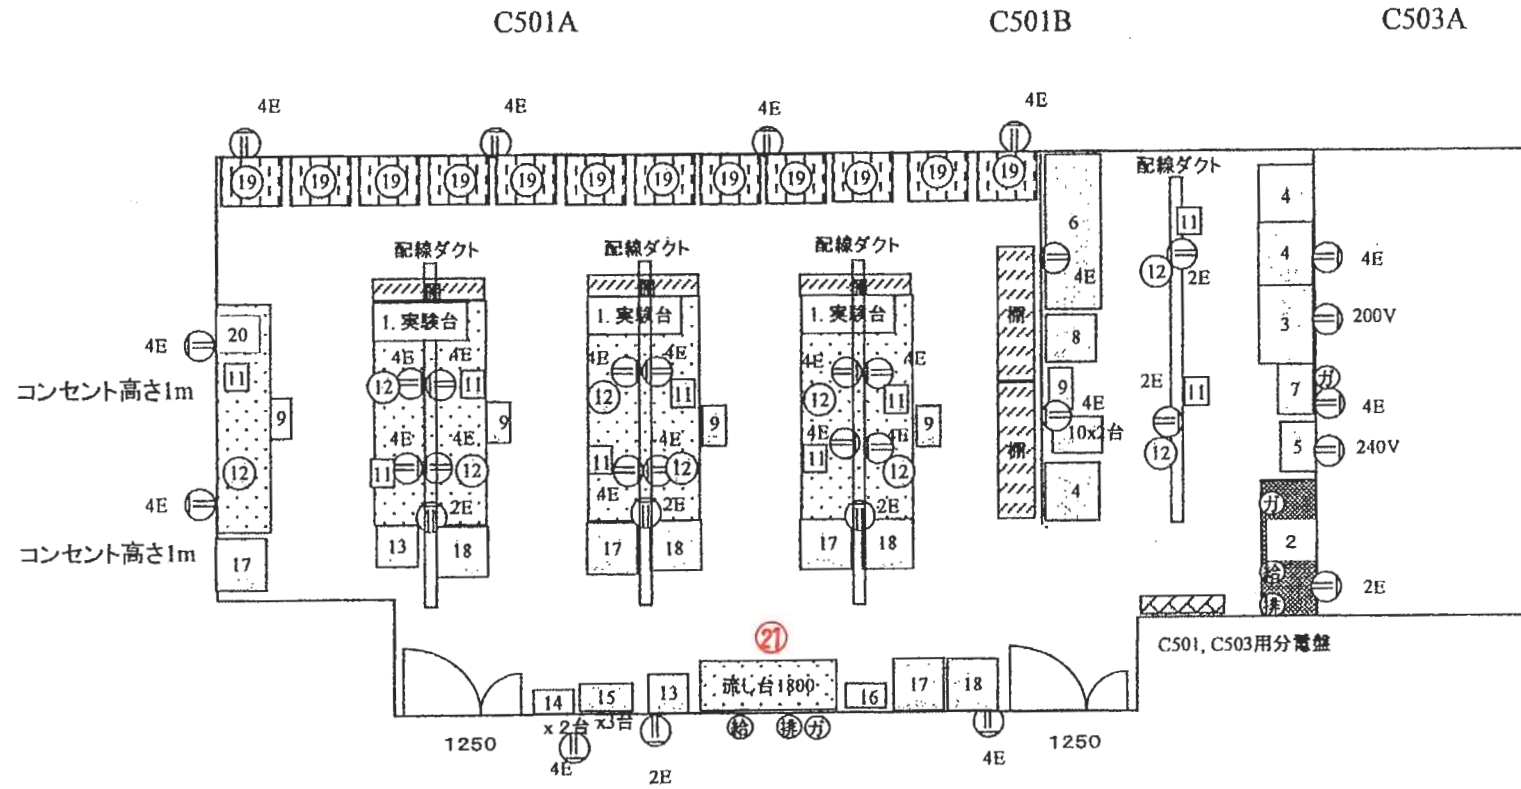 C501A C501B C503A
4E 4E 4E 4E
19 19 19 19 19 19 19 19 19 19 19 19
配線ダクト
6 11 4
配線ダクト 配線ダクト 配線ダクト
4E 12 2E 4 4E
棚
1. 実験台 1. 実験台 1. 実験台
20
4E
3 200V
8
4E 4E 4E 4E 4E 4E
コンセント高さ1m
11 12 11 12 11 12 11
9 2E 11 7 ガ 4E
9 9 9 9
4E
10x2台
4E 4E 4E 4E 4E
12 11 12 11 12 11 12
棚 12 5 240V
4E
4E
2E 2E 2E
4
ガ
コンセント高さ1m
17 13 18 17 18 17 18
2
給
排
2E
C501, C503用分電盤
21
14 15 13 流し台1800 16 17 18
x 2台 x3台
給 排 ガ
1250 4E 2E 4E 1250